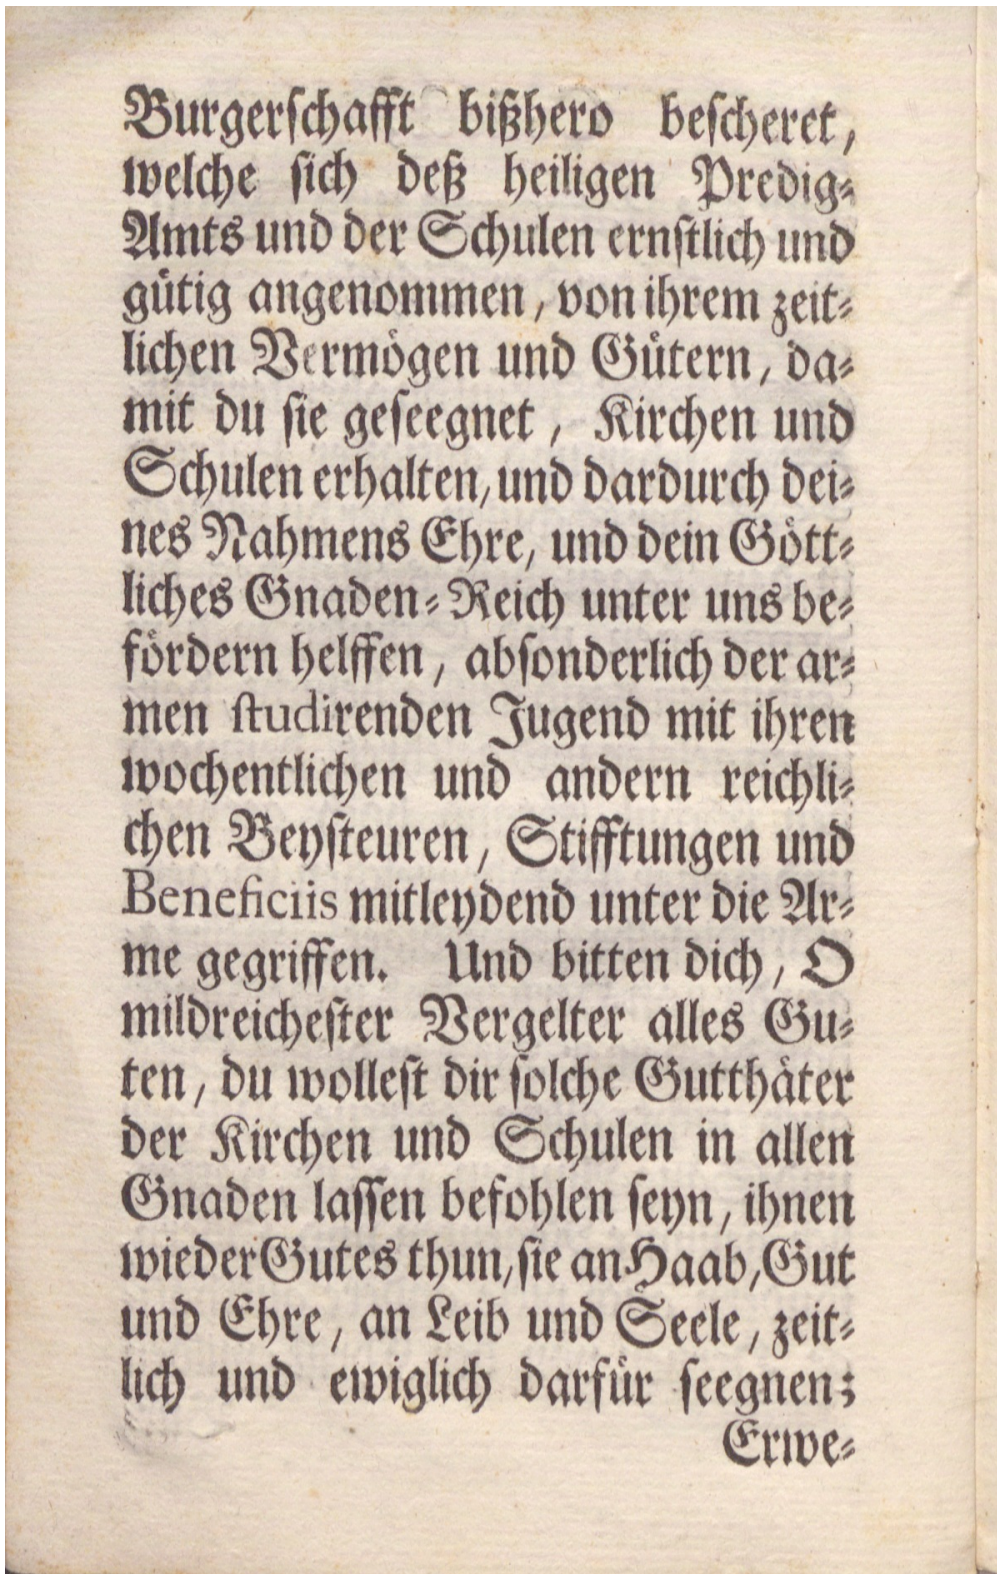 Burgerschafft bißhero bescheret,
welche sich deß heiligen Predig-
Amts und der Schulen ernstlich und
gütig angenommen, von ihrem zeit-
lichen Vermögen und Gütern, da-
mit du sie geseegnet, Kirchen und
Schulen erhalten, und dardurch dei-
nes Nahmens Ehre, und dein Gött-
liches Gnaden-Reich unter uns be-
fördern helffen, absonderlich der ar-
men studirenden Jugend mit ihren
wochentlichen und andern reichli-
chen Beysteuren, Stifftungen und
Beneficiis mitleydend unter die Ar-
me gegriffen. Und bitten dich, O
mildreichester Vergelter alles Gu-
ten, du wollest dir solche Gutthäter
der Kirchen und Schulen in allen
Gnaden lassen befohlen seyn, ihnen
wieder Gutes thun, sie an Haab, Gut
und Ehre, an Leib und Seele, zeit-
lich und ewiglich darfür seegnen;
Erwe-